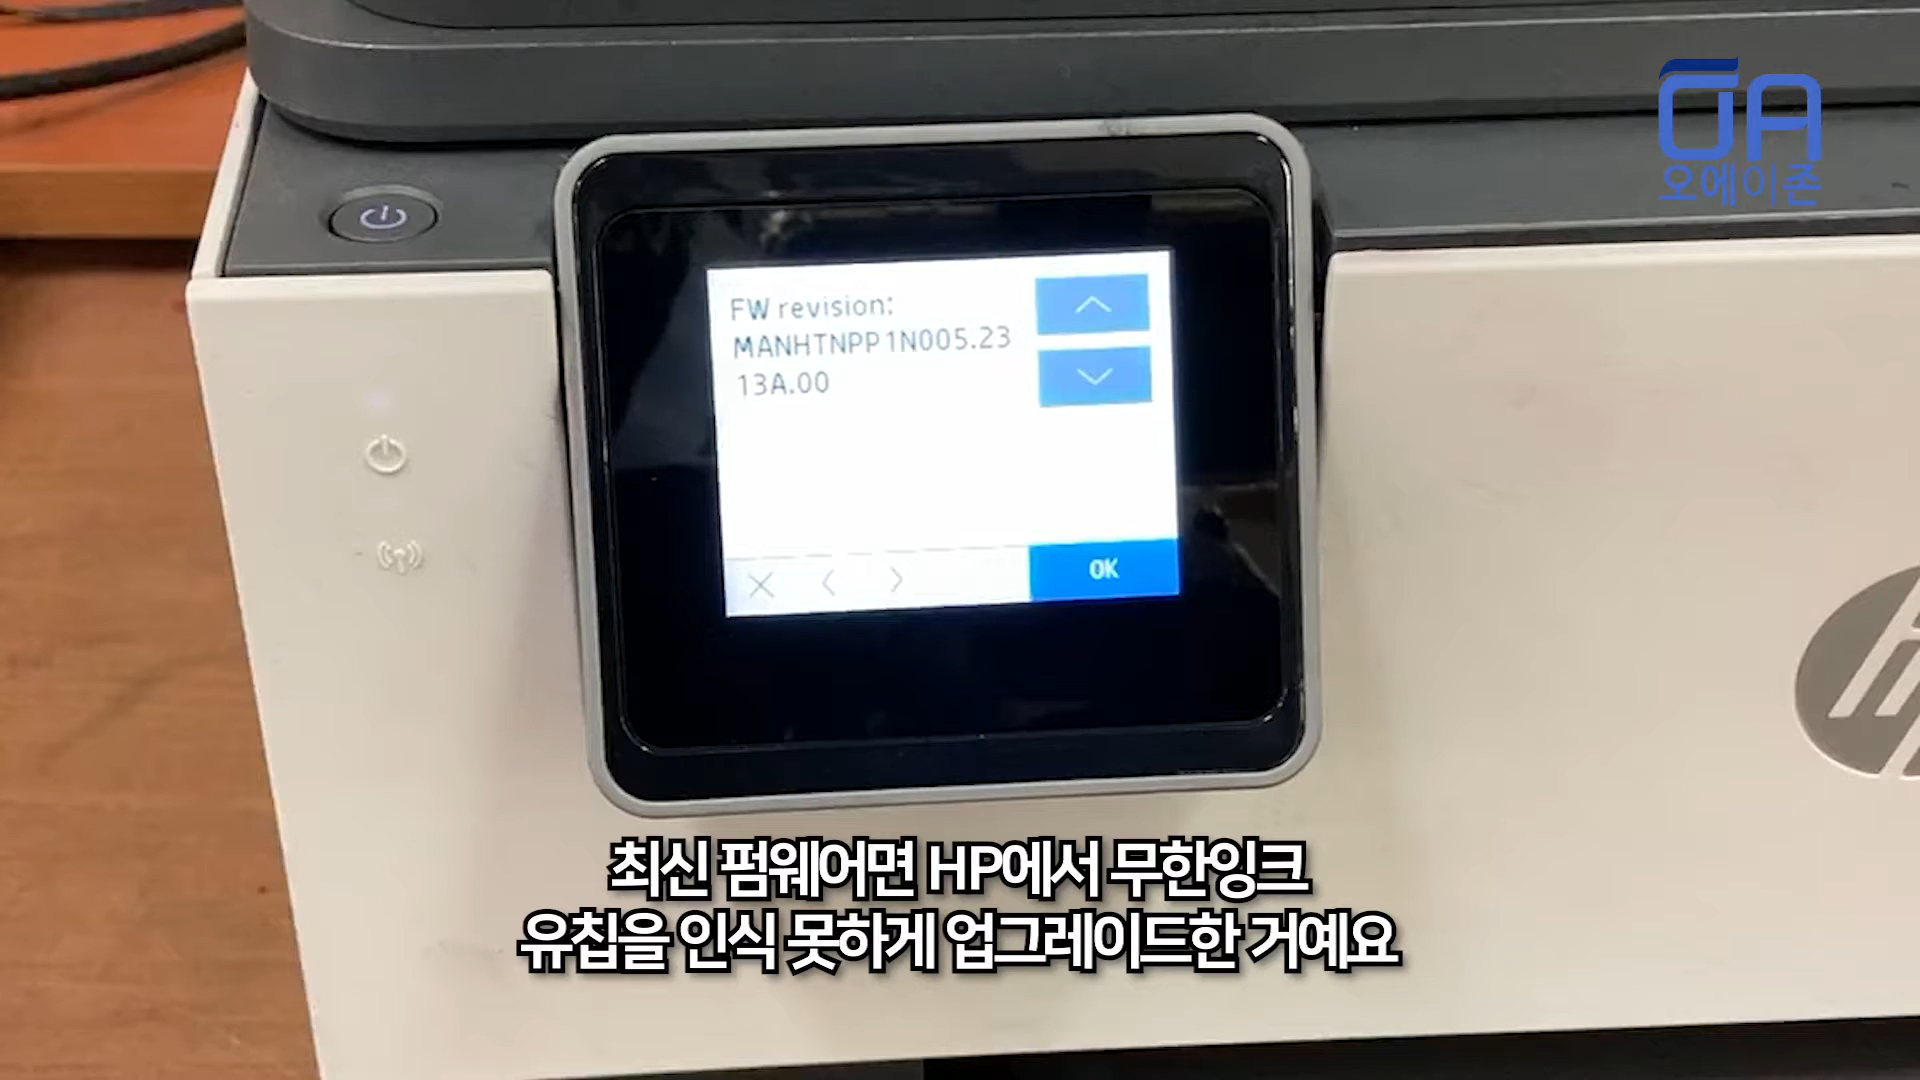 OA
오에이존
FW revision:
MANHTNPP1N005.23
13A.00
OK
hp
최신 펌웨어면 HP에서 무한잉크
유칩을 인식 못하게 업그레이드한 거예요